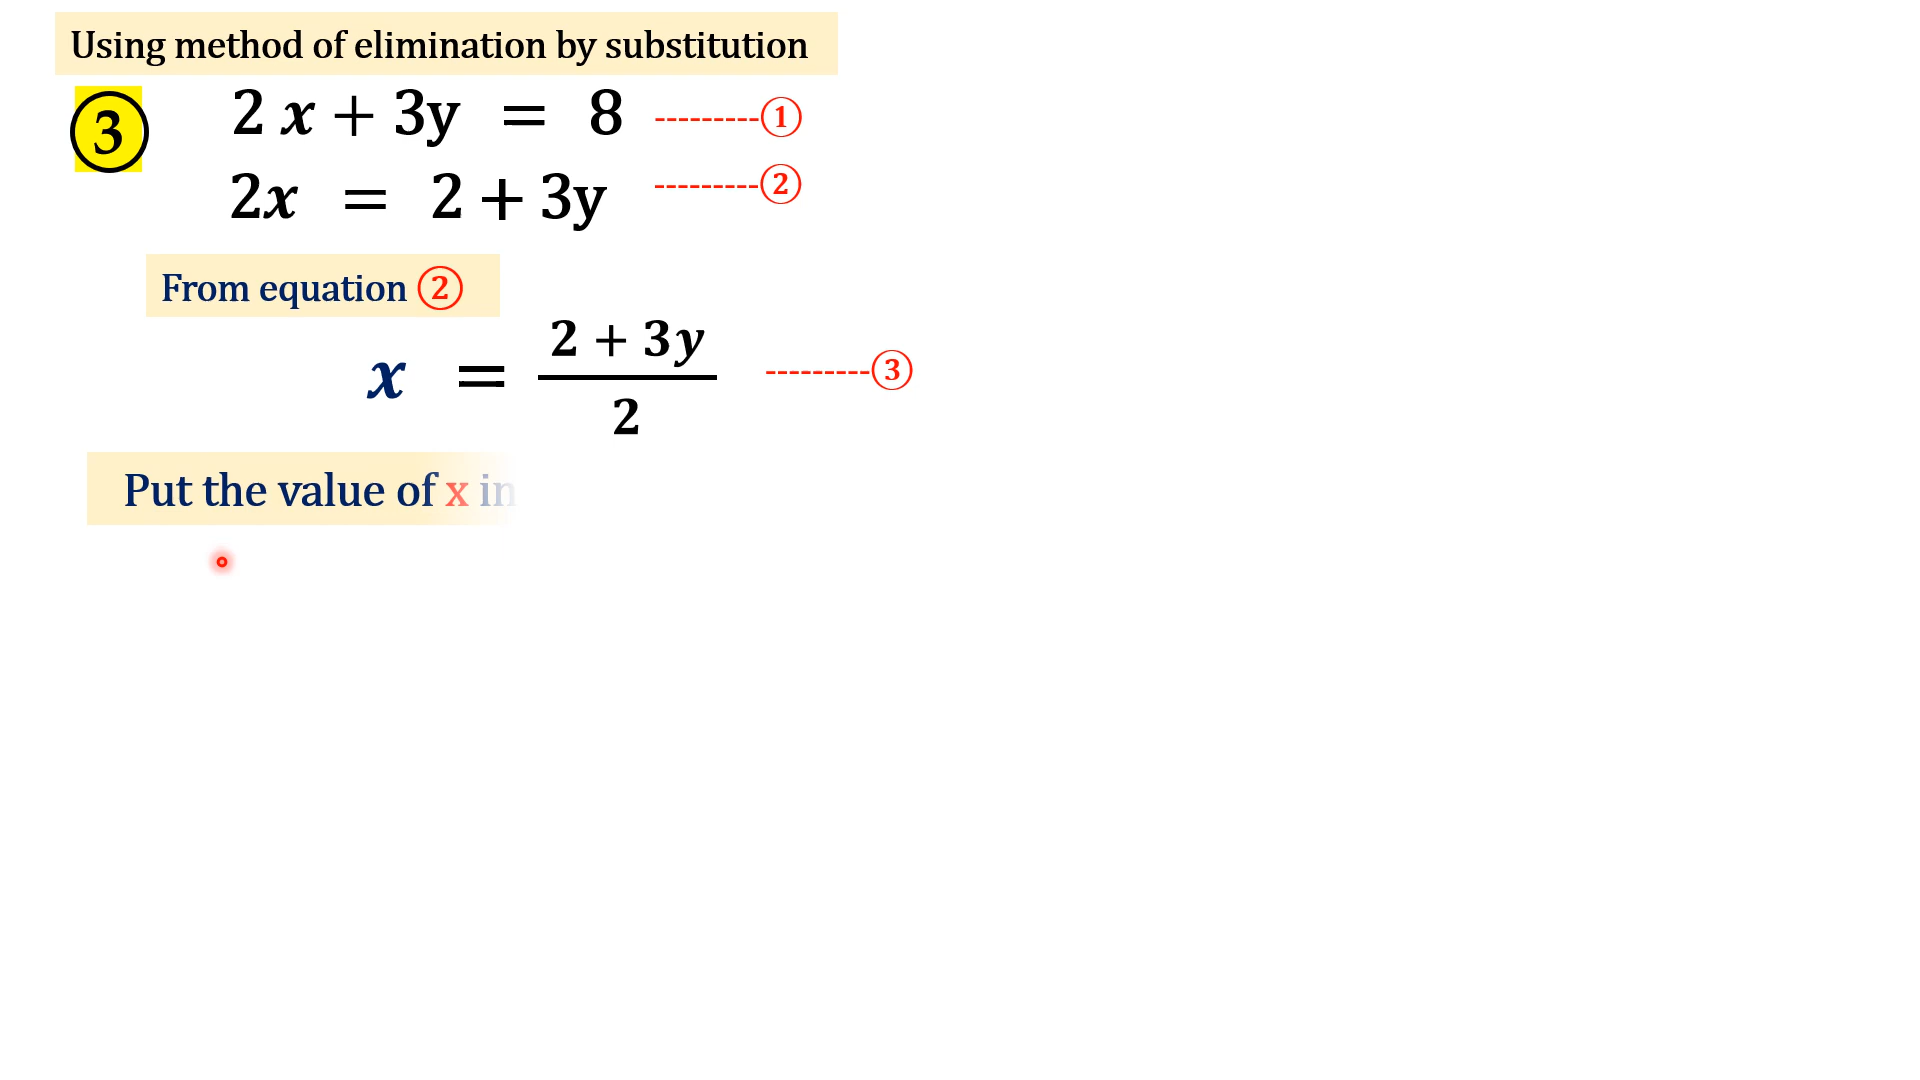 Using method of elimination by substitution
③ 2 x + 3y = 8 ---------①
2x = 2 + 3y ---------②
From equation ②
x = (2 + 3y)/2 ---------③
Put the value of x in